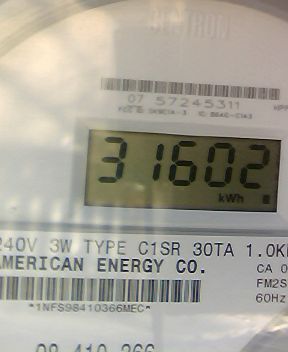 07 57245311
31602
kWh
240V 3W TYPE C1SR 30TA 1.0K
AMERICAN ENERGY CO.
CA 0
FM2S
60Hz
*1NFS98410366MEC*